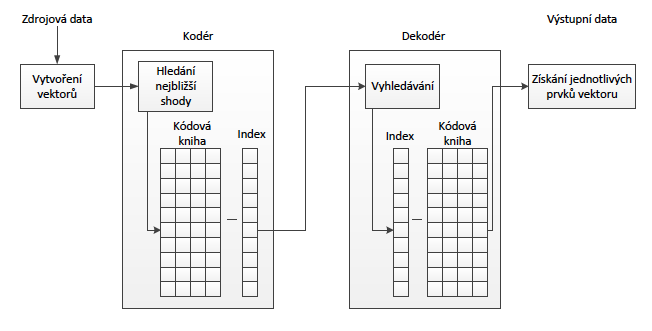 Zdrojová data
Kodér
Dekodér
Výstupní data
Vytvoření
vektorů
Hledání
nejbližší
shody
Vyhledávání
Získání jednotlivých
prvků vektoru
Kódová
kniha
Index
Index
Kódová
kniha